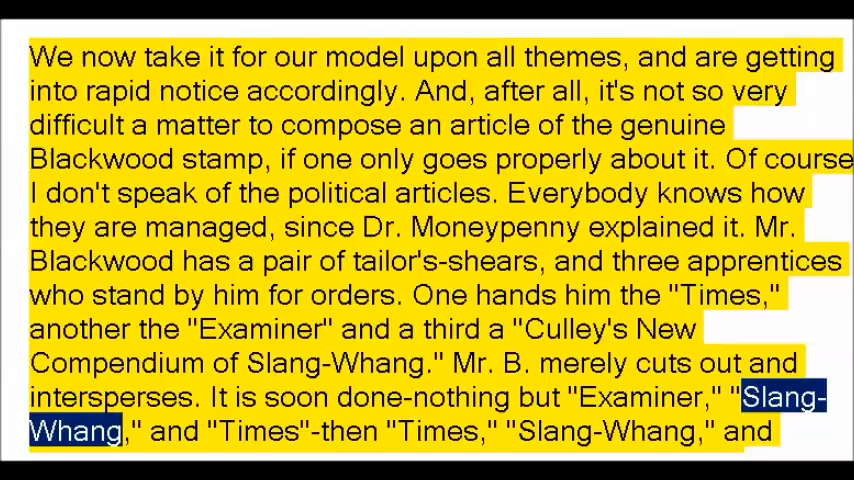 We now take it for our model upon all themes, and are getting
into rapid notice accordingly. And, after all, it's not so very
difficult a matter to compose an article of the genuine
Blackwood stamp, if one only goes properly about it. Of course
I don't speak of the political articles. Everybody knows how
they are managed, since Dr. Moneypenny explained it. Mr.
Blackwood has a pair of tailor's-shears, and three apprentices
who stand by him for orders. One hands him the "Times,"
another the "Examiner" and a third a "Culley's New
Compendium of Slang-Whang." Mr. B. merely cuts out and
intersperses. It is soon done-nothing but "Examiner," "Slang-
Whang," and "Times"-then "Times," "Slang-Whang," and